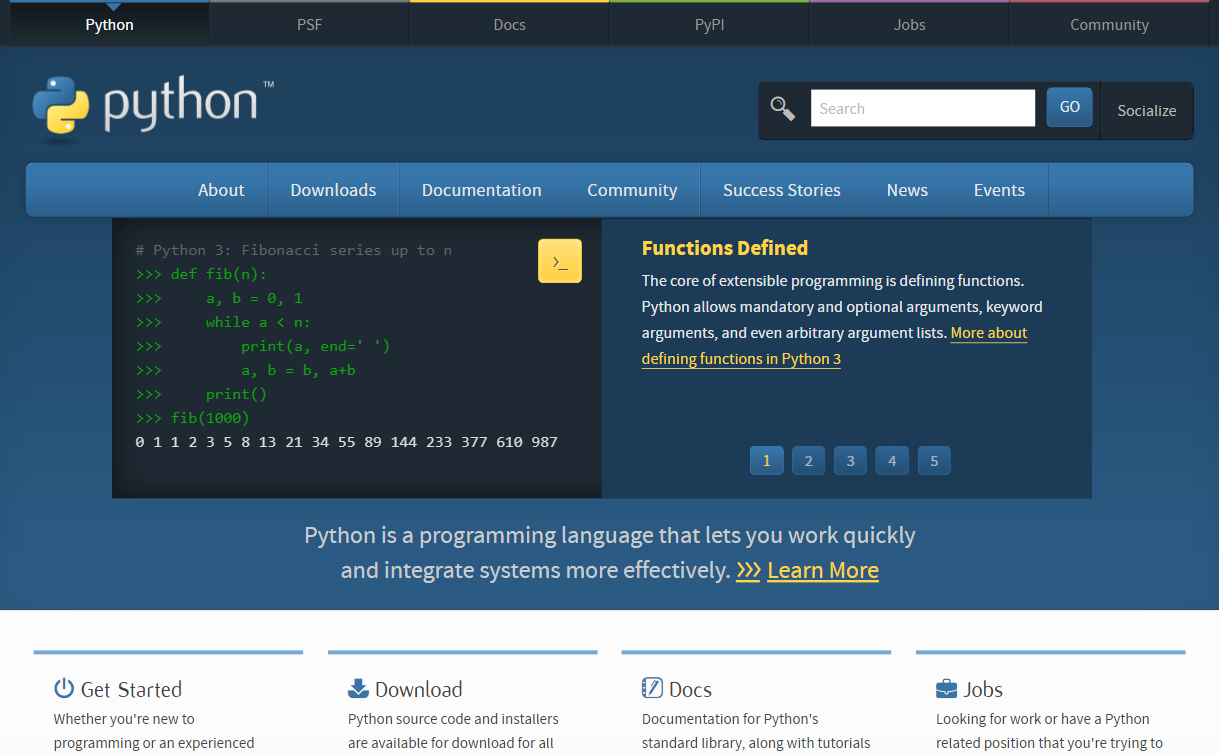 Python PSF Docs PyPI Jobs Community
python™
Search GO Socialize
About Downloads Documentation Community Success Stories News Events
# Python 3: Fibonacci series up to n
>>> def fib(n):
>>>     a, b = 0, 1
>>>     while a < n:
>>>         print(a, end=' ')
>>>         a, b = b, a+b
>>>     print()
>>> fib(1000)
0 1 1 2 3 5 8 13 21 34 55 89 144 233 377 610 987
>_
Functions Defined
The core of extensible programming is defining functions.
Python allows mandatory and optional arguments, keyword
arguments, and even arbitrary argument lists. More about
defining functions in Python 3
1 2 3 4 5
Python is a programming language that lets you work quickly
and integrate systems more effectively. >>> Learn More
Get Started
Whether you're new to
programming or an experienced
Download
Python source code and installers
are available for download for all
Docs
Documentation for Python's
standard library, along with tutorials
Jobs
Looking for work or have a Python
related position that you're trying to